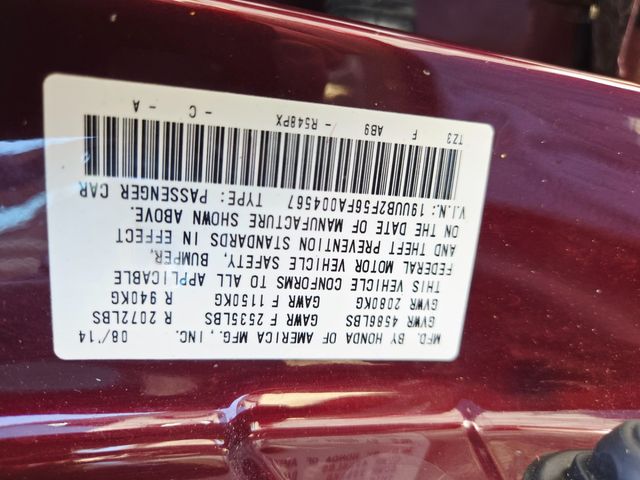 MFD. BY HONDA OF AMERICA MFG., INC. 08/'14
GVWR 4586LBS GAWR F 2535LBS R 2072LBS
GVWR 2080KG GAWR F 1150KG R 940KG
THIS VEHICLE CONFORMS TO ALL APPLICABLE
FEDERAL MOTOR VEHICLE SAFETY, BUMPER,
AND THEFT PREVENTION STANDARDS IN EFFECT
ON THE DATE OF MANUFACTURE SHOWN ABOVE.
V.I.N.: 19UUB2F56FA004567 TYPE: PASSENGER CAR
TZ3 F AB9 - R548PX - C - A